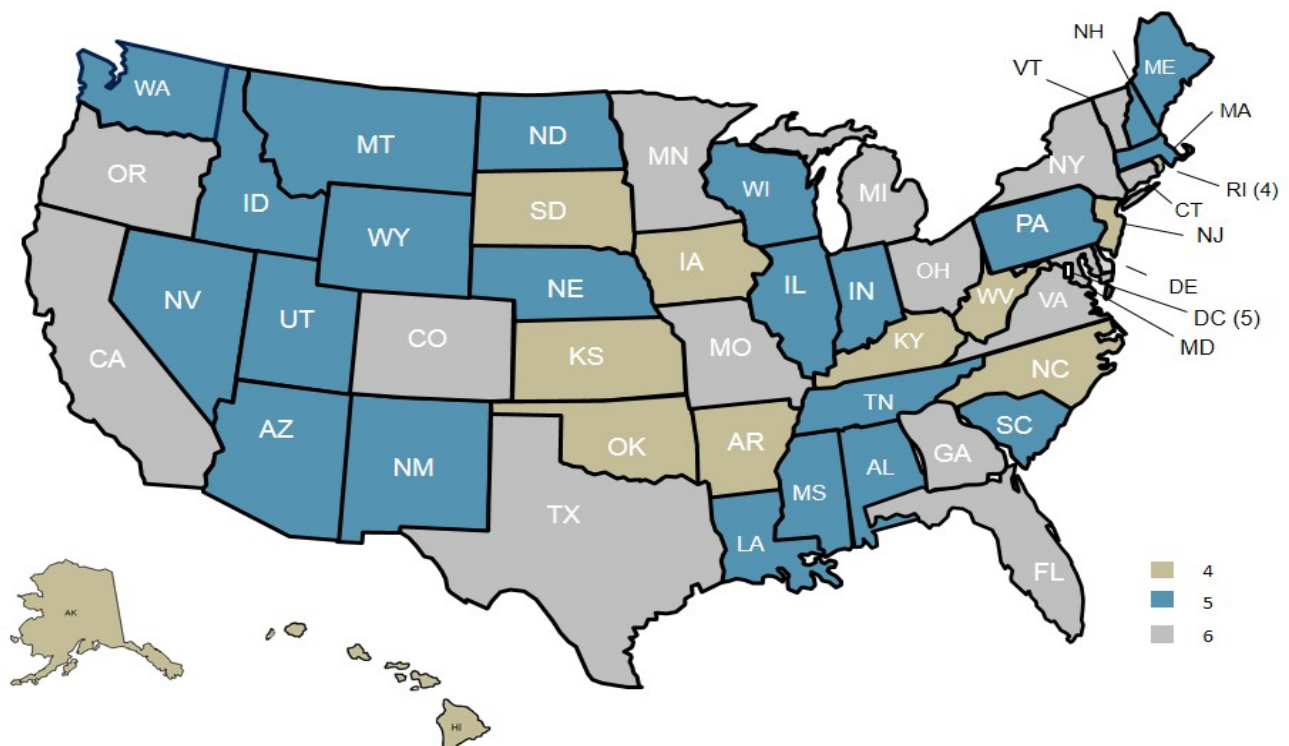 NH
ME
VT
WA
MA
MT
ND
MN
OR
NY
MI
WI
RI (4)
ID
SD
CT
WY
PA
NJ
IA
OH
NE
IL
IN
DE
NV
WV
VA
UT
DC (5)
CO
MD
CA
KS
MO
KY
NC
TN
AZ
SC
OK
AR
NM
GA
AL
MS
TX
LA
FL
4
5
6
AK
HI